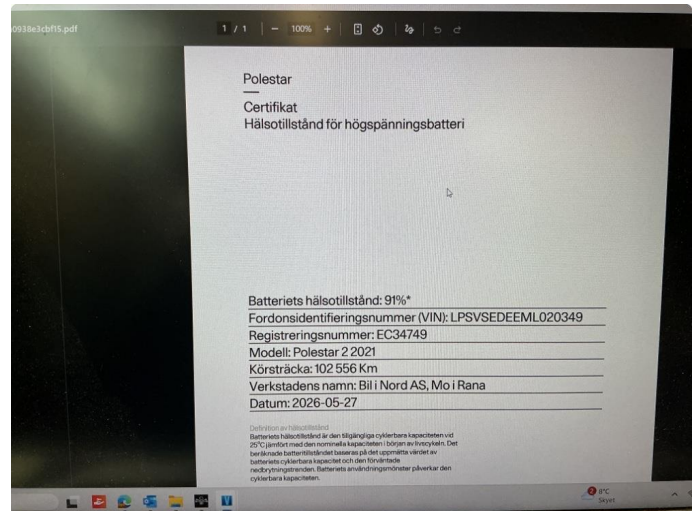 0938e3cbf15.pdf
1 / 1
100%
Polestar
Certifikat
Hälsotillstånd för högspänningsbatteri
Batteriets hälsotillstånd: 91%*
Fordonsidentifieringsnummer (VIN): LPSVSEDEEML020349
Registreringsnummer: EC34749
Modell: Polestar 2 2021
Körsträcka: 102 556 Km
Verkstadens namn: Bil i Nord AS, Mo i Rana
Datum: 2026-05-27
Definition av hälsotillstånd
Batteriets hälsotillstånd är den tillgängliga cyklerbara kapaciteten vid
25°C jämfört med den nominella kapaciteten i början av livscykeln. Det
beräknade batteritillståndet baseras på det uppmätta värdet av
batteriets cyklerbara kapacitet och den förväntade
nedbrytningstrenden. Batteriets användningsmönster påverkar den
cyklerbara kapaciteten.
2
8°C
Skyet